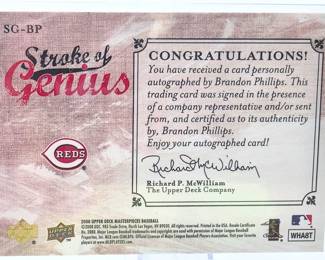 SG-BP
Stroke of
Genius
REDS
CONGRATULATIONS!
You have received a card personally
autographed by Brandon Phillips. This
trading card was signed in the presence
of a company representative and/or sent
from, and certified as to its authenticity
by, Brandon Phillips.
Enjoy your autographed card!
Richard McWilliam
Richard P. McWilliam
The Upper Deck Company
2008 UPPER DECK MASTERPIECES BASEBALL
WHA8T